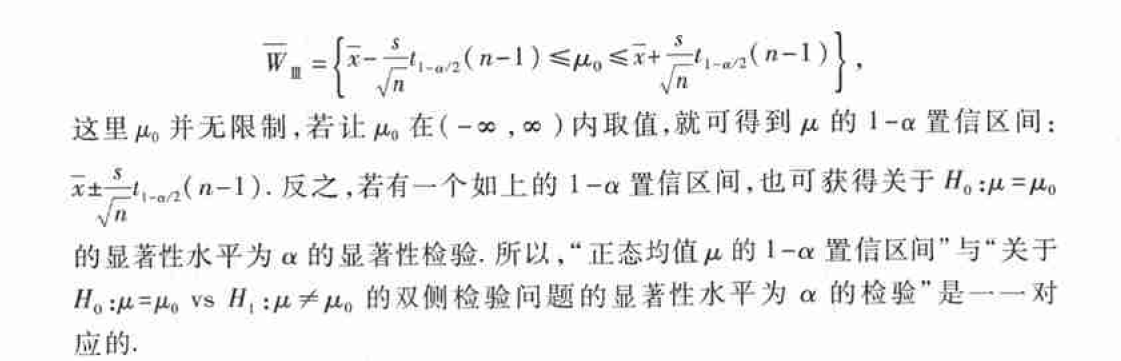 $\overline{W}_{Ⅲ}=\left\{\overline{x}-\frac{s}{\sqrt{n}}t_{1-\alpha/2}(n-1)\leqslant\mu_0\leqslant\overline{x}+\frac{s}{\sqrt{n}}t_{1-\alpha/2}(n-1)\right\},$
这里 $\mu_0$ 并无限制,若让 $\mu_0$ 在$(-\infty,\infty)$内取值,就可得到 $\mu$ 的 $1-\alpha$ 置信区间:
$\overline{x}\pm\frac{s}{\sqrt{n}}t_{1-\alpha/2}(n-1)$. 反之,若有一个如上的 $1-\alpha$ 置信区间,也可获得关于 $H_0:\mu=\mu_0$
的显著性水平为 $\alpha$ 的显著性检验. 所以,“正态均值 $\mu$ 的 $1-\alpha$ 置信区间”与“关于
$H_0:\mu=\mu_0$ vs $H_1:\mu\neq\mu_0$ 的双侧检验问题的显著性水平为 $\alpha$ 的检验”是一一对
应的.